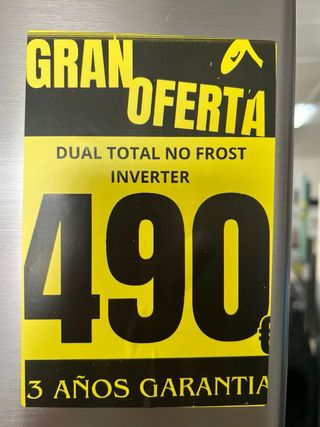 GRAN
OFERTA
DUAL TOTAL NO FROST
INVERTER
490
3 AÑOS GARANTIA